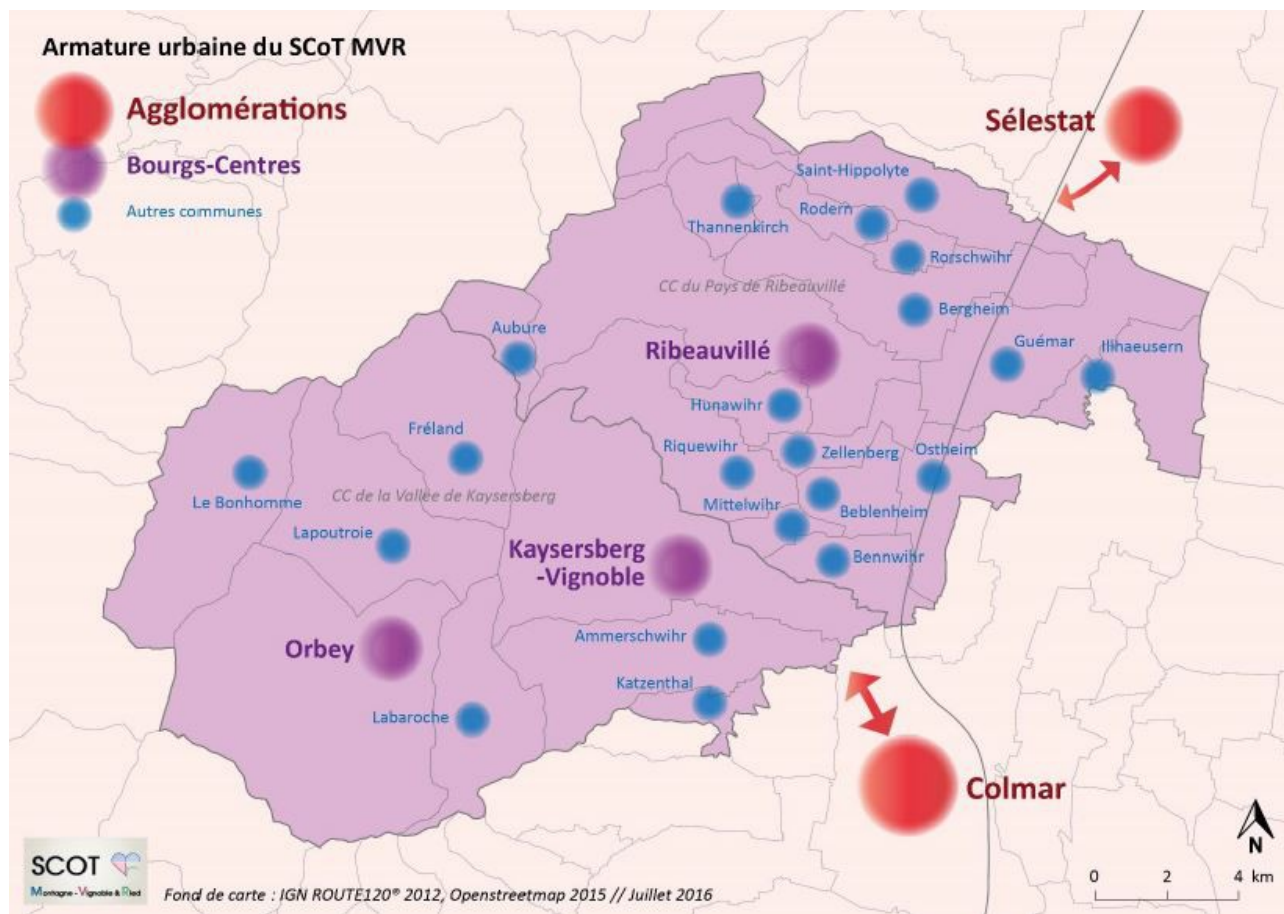 Armature urbaine du SCoT MVR
Agglomérations
Bourgs-Centres
Autres communes
Sélestat
Saint-Hippolyte
Rodern
Thannenkirch
Rorschwihr
CC du Pays de Ribeauvillé
Bergheim
Aubure
Ribeauvillé
Guémar
Illhaeusern
Hunawihr
Fréland
Riquewihr
Zellenberg
Ostheim
Le Bonhomme
CC de la Vallée de Kaysersberg
Mittelwihr
Beblenheim
Lapoutroie
Kaysersberg
-Vignoble
Bennwihr
Ammerschwihr
Orbey
Katzenthal
Labaroche
Colmar
N
SCOT
Montagne - Vignoble & Ried
Fond de carte : IGN ROUTE120® 2012, Openstreetmap 2015 // Juillet 2016
0 2 4 km